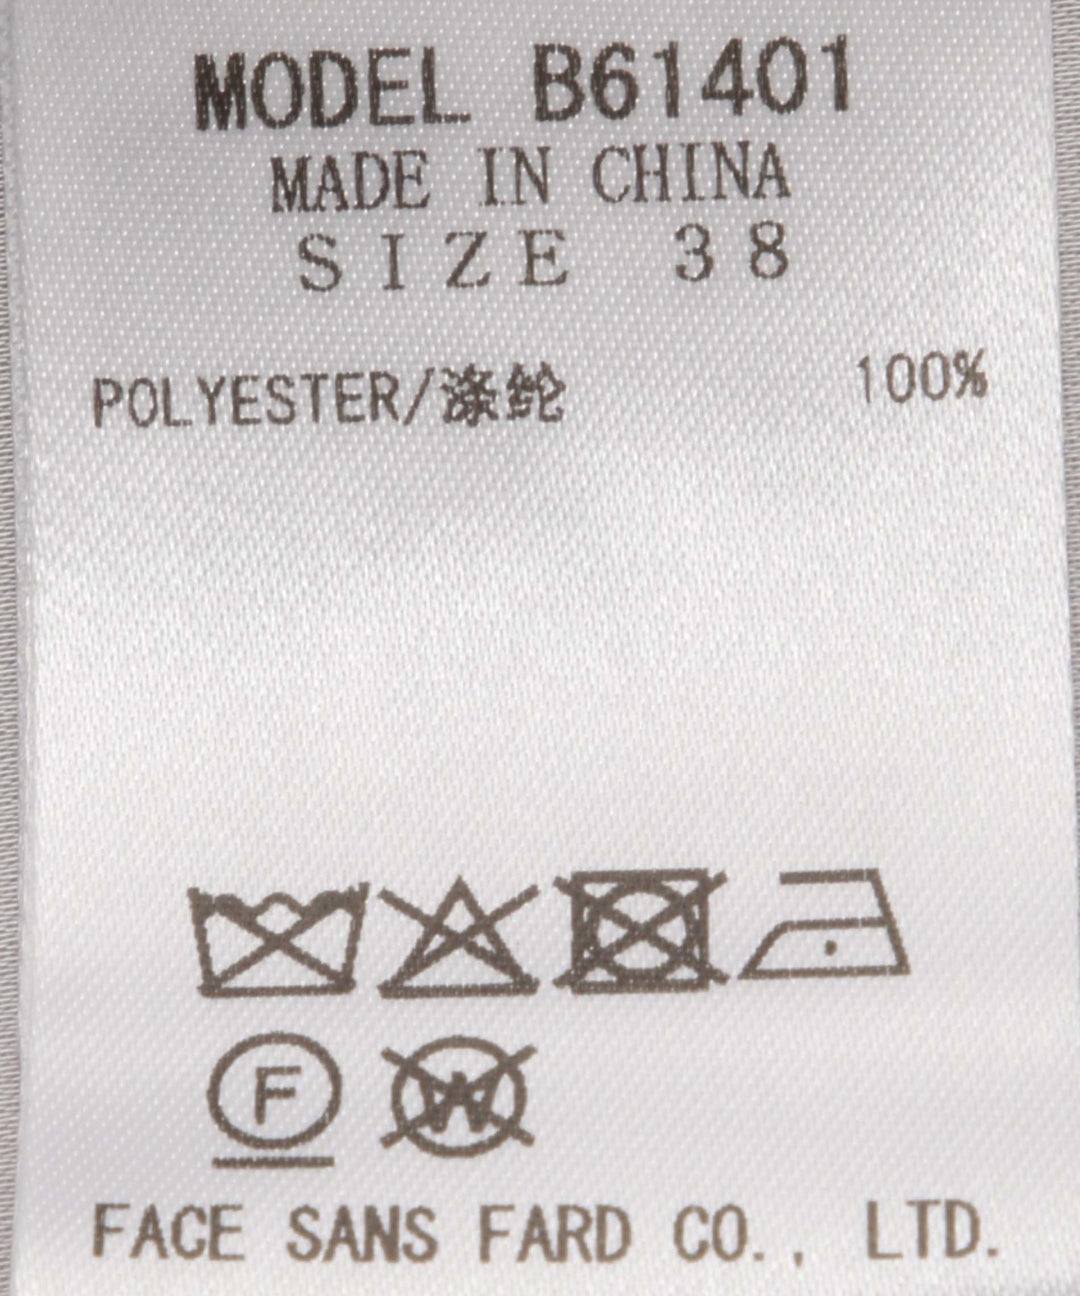 MODEL B61401
MADE IN CHINA
SIZE 38
POLYESTER/涤纶 100%
F W
FACE SANS FARD CO., LTD.